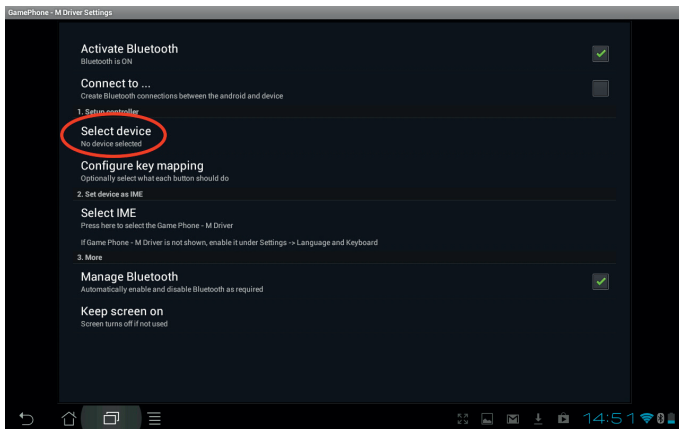 GamePhone - M Driver Settings
Activate Bluetooth
Bluetooth is ON
Connect to ...
Create Bluetooth connections between the android and device
1. Setup controller
Select device
No device selected
Configure key mapping
Optionally select what each button should do
2. Set device as IME
Select IME
Press here to select the Game Phone - M Driver
If Game Phone - M Driver is not shown, enable it under Settings -> Language and Keyboard
3. More
Manage Bluetooth
Automatically enable and disable Bluetooth as required
Keep screen on
Screen turns off if not used
14:51